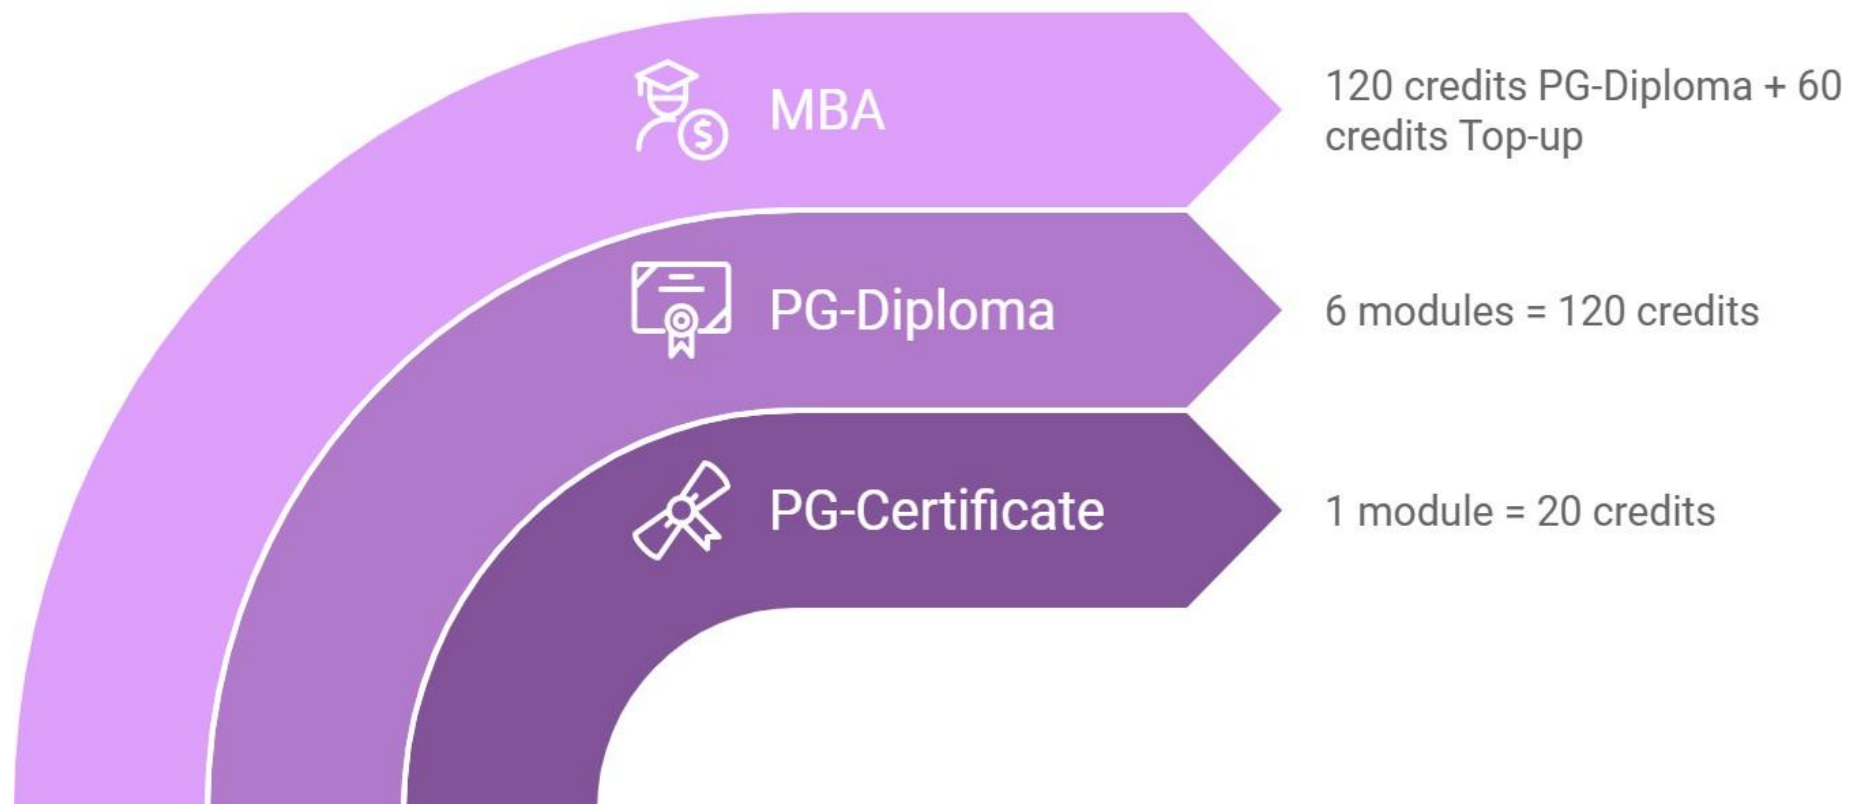 MBA
120 credits PG-Diploma + 60
credits Top-up
PG-Diploma
6 modules = 120 credits
PG-Certificate
1 module = 20 credits